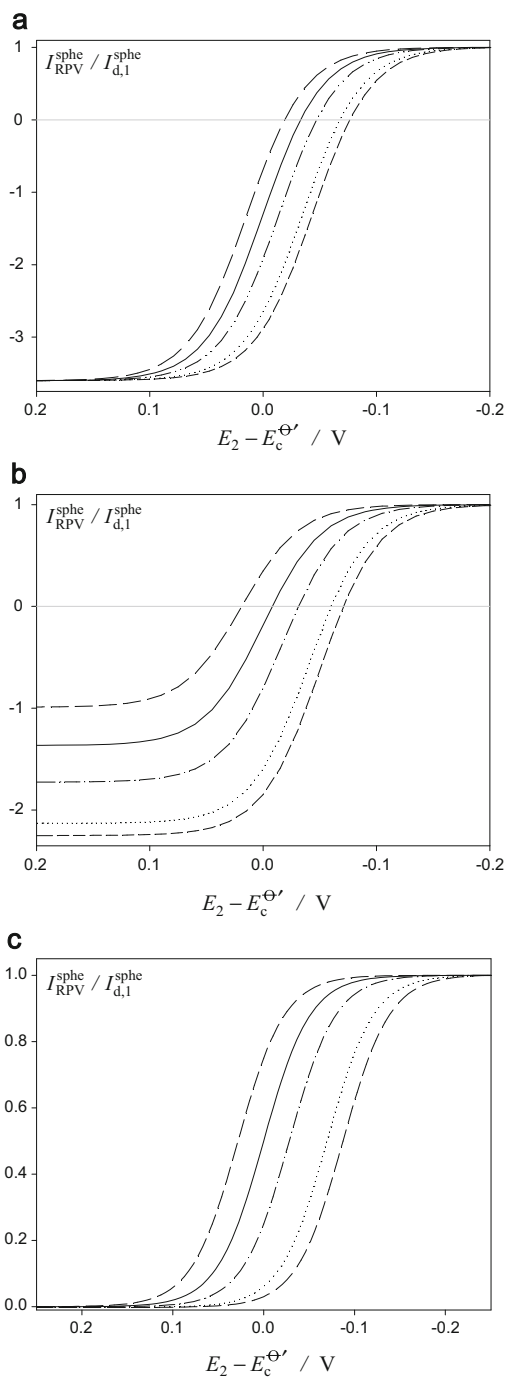 a
I_RPV^sphe / I_d,1^sphe
1
0
-1
-2
-3
0.2 0.1 0.0 -0.1 -0.2
E_2 − E_c^⊖′ / V
b
I_RPV^sphe / I_d,1^sphe
1
0
-1
-2
0.2 0.1 0.0 -0.1 -0.2
E_2 − E_c^⊖′ / V
c
I_RPV^sphe / I_d,1^sphe
1.0
0.8
0.6
0.4
0.2
0.0
0.2 0.1 0.0 -0.1 -0.2
E_2 − E_c^⊖′ / V